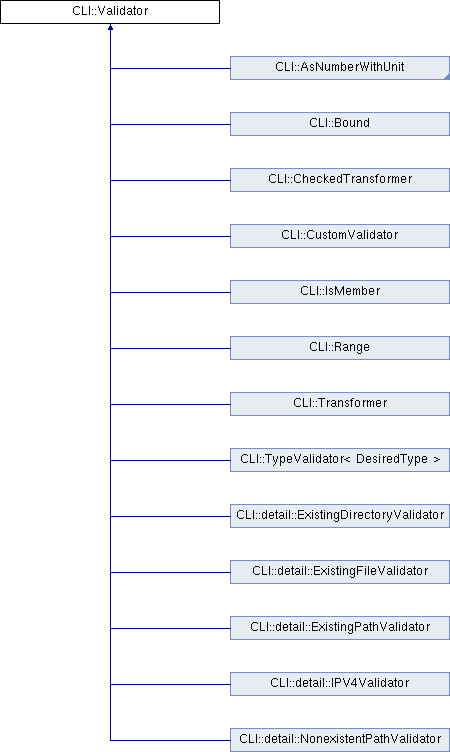 CLI::Validator
CLI::AsNumberWithUnit
CLI::Bound
CLI::CheckedTransformer
CLI::CustomValidator
CLI::IsMember
CLI::Range
CLI::Transformer
CLI::TypeValidator< DesiredType >
CLI::detail::ExistingDirectoryValidator
CLI::detail::ExistingFileValidator
CLI::detail::ExistingPathValidator
CLI::detail::IPV4Validator
CLI::detail::NonexistentPathValidator